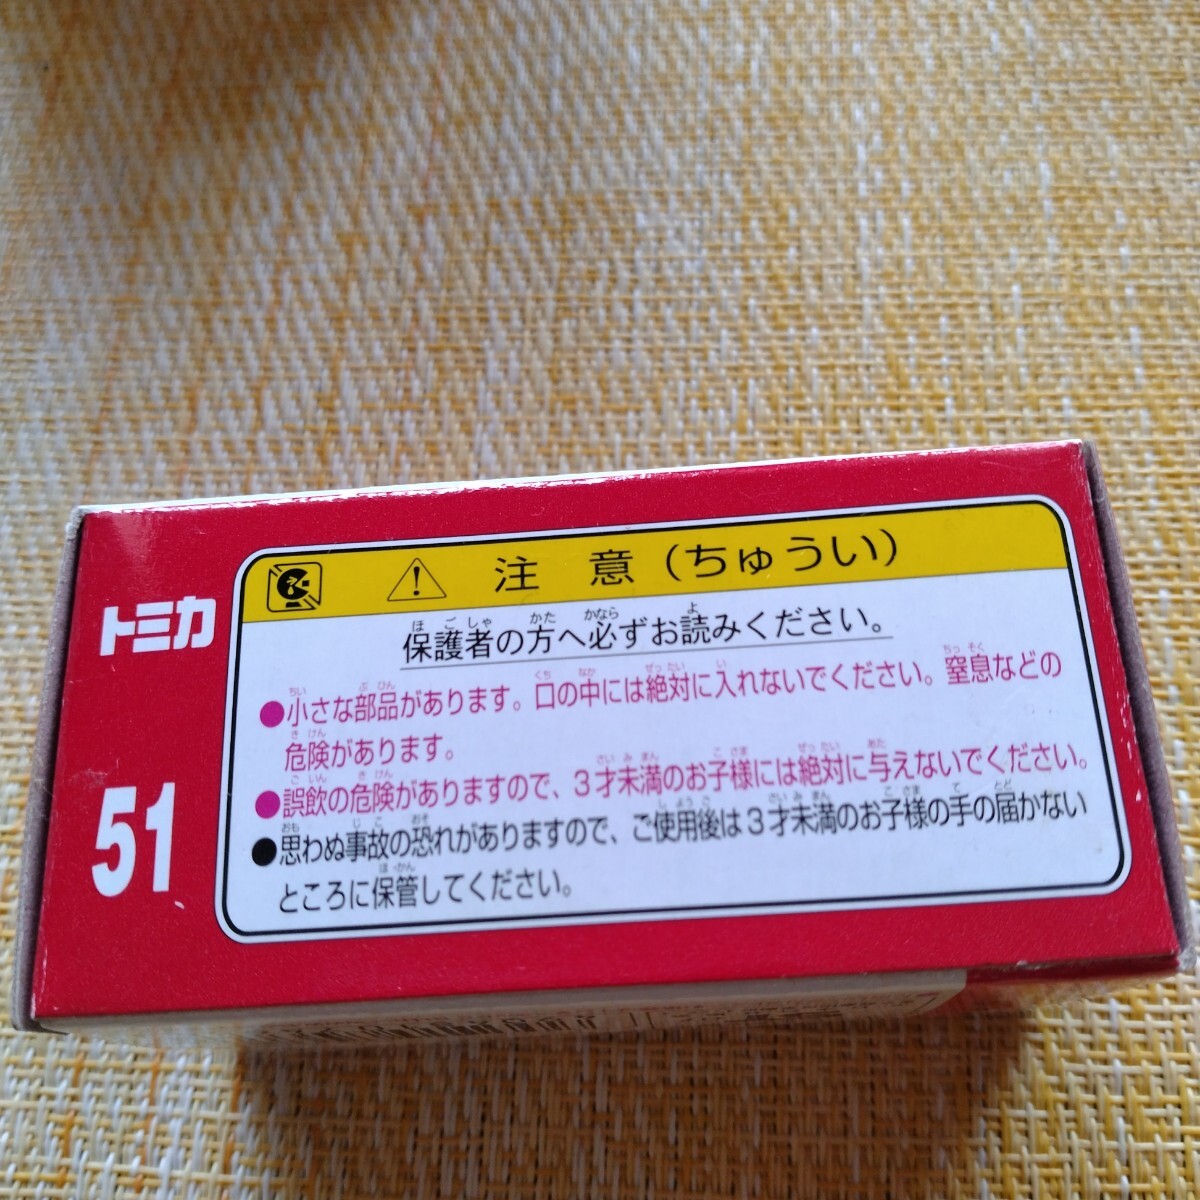 トミカ
51
注 意（ちゅうい）
保護者の方へ必ずお読みください。
●小さな部品があります。口の中には絶対に入れないでください。窒息などの
危険があります。
●誤飲の危険がありますので、3才未満のお子様には絶対に与えないでください。
●思わぬ事故の恐れがありますので、ご使用後は3才未満のお子様の手の届かない
ところに保管してください。